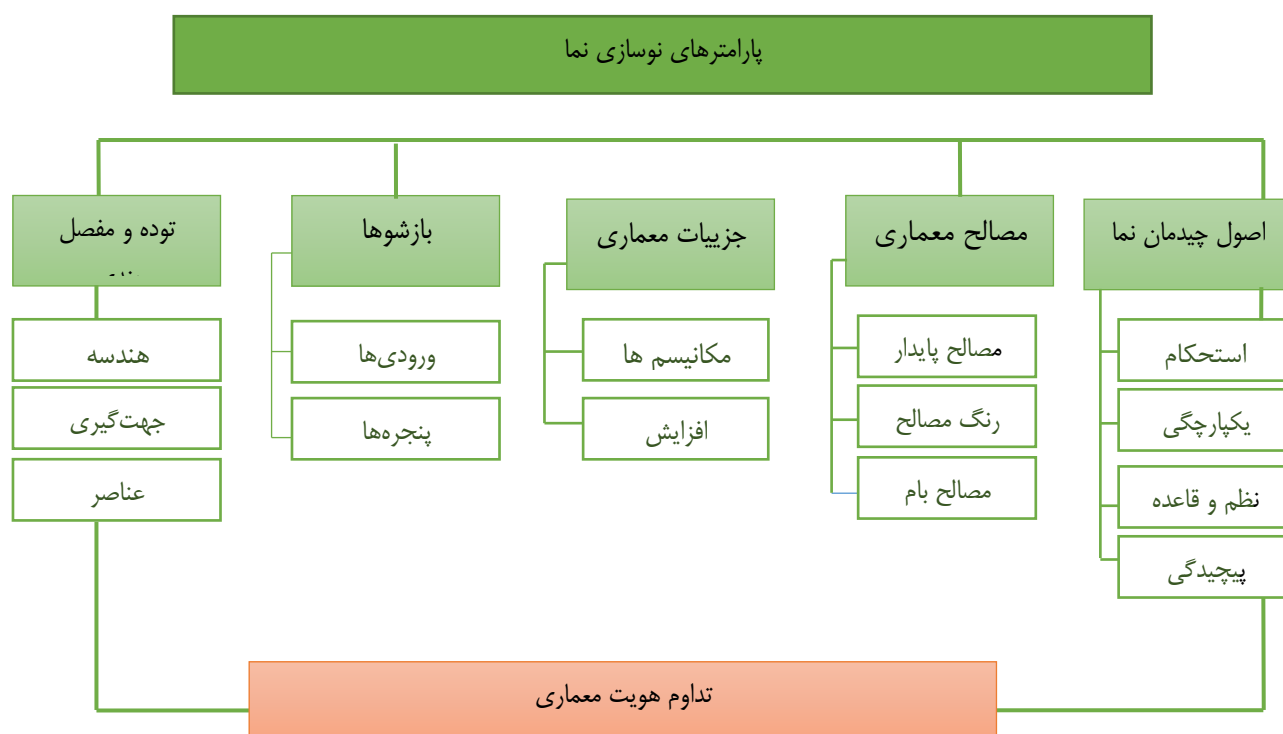 پارامترهای نوسازی نما
اصول چیدمان نما
استحکام
یکپارچگی
نظم و قاعده
پیچیدگی
مصالح معماری
مصالح پایدار
رنگ مصالح
مصالح بام
جزییات معماری
مکانیسم ها
افزایش
بازشوها
ورودی‌ها
پنجره‌ها
توده و مفصل
هندسه
جهت‌گیری
عناصر
تداوم هویت معماری